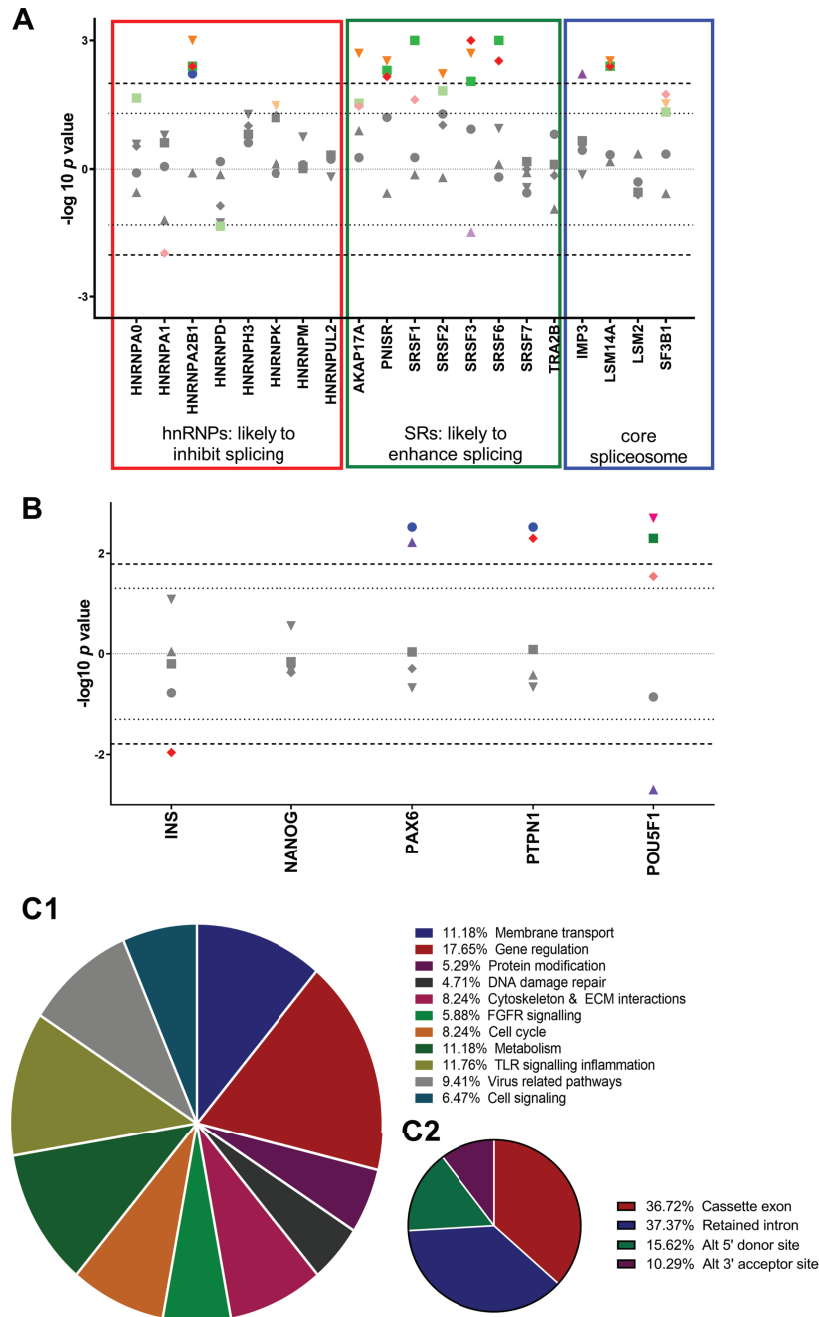 A
3
0
-3
-log 10 p value
HNRNPA0
HNRNPA1
HNRNPA2B1
HNRNPD
HNRNPH3
HNRNPK
HNRNPM
HNRNPUL2
AKAP17A
PNISR
SRSF1
SRSF2
SRSF3
SRSF6
SRSF7
TRA2B
IMP3
LSM14A
LSM2
SF3B1
hnRNPs: likely to
inhibit splicing
SRs: likely to
enhance splicing
core
spliceosome
B
2
0
-2
-log10 p value
INS
NANOG
PAX6
PTPN1
POU5F1
C1
11.18% Membrane transport
17.65% Gene regulation
5.29% Protein modification
4.71% DNA damage repair
8.24% Cytoskeleton & ECM interactions
5.88% FGFR signalling
8.24% Cell cycle
11.18% Metabolism
11.76% TLR signalling inflammation
9.41% Virus related pathways
6.47% Cell signaling
C2
36.72% Cassette exon
37.37% Retained intron
15.62% Alt 5' donor site
10.29% Alt 3' acceptor site